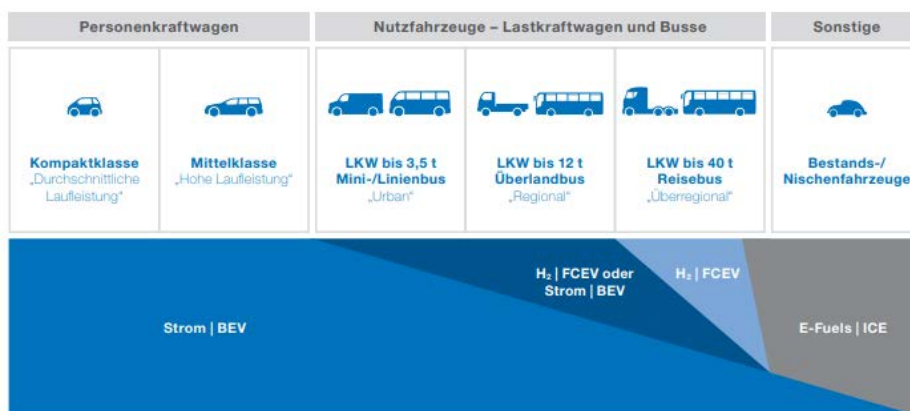 Personenkraftwagen
Nutzfahrzeuge – Lastkraftwagen und Busse
Sonstige
Kompaktklasse
„Durchschnittliche
Laufleistung"
Mittelklasse
„Hohe Laufleistung"
LKW bis 3,5 t
Mini-/Linienbus
„Urban"
LKW bis 12 t
Überlandbus
„Regional"
LKW bis 40 t
Reisebus
„Überregional"
Bestands-/
Nischenfahrzeuge
Strom | BEV
H₂ | FCEV oder
Strom | BEV
H₂ | FCEV
E-Fuels | ICE